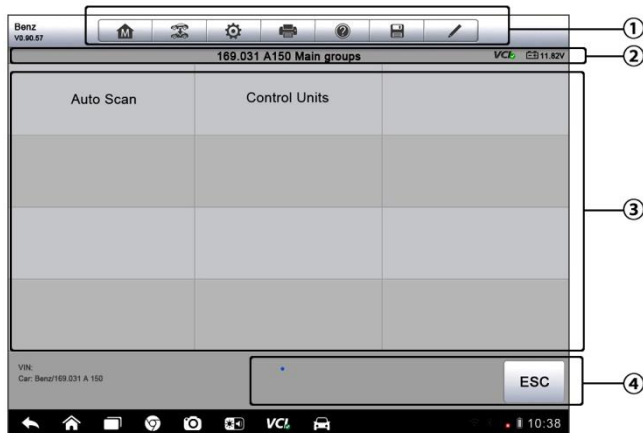 Benz
V0.90.57
M
①
169.031 A150 Main groups
VCI
11.82V
②
Auto Scan
Control Units
③
VIN:
Car: Benz/169.031 A 150
ESC
④
VCI
10:38